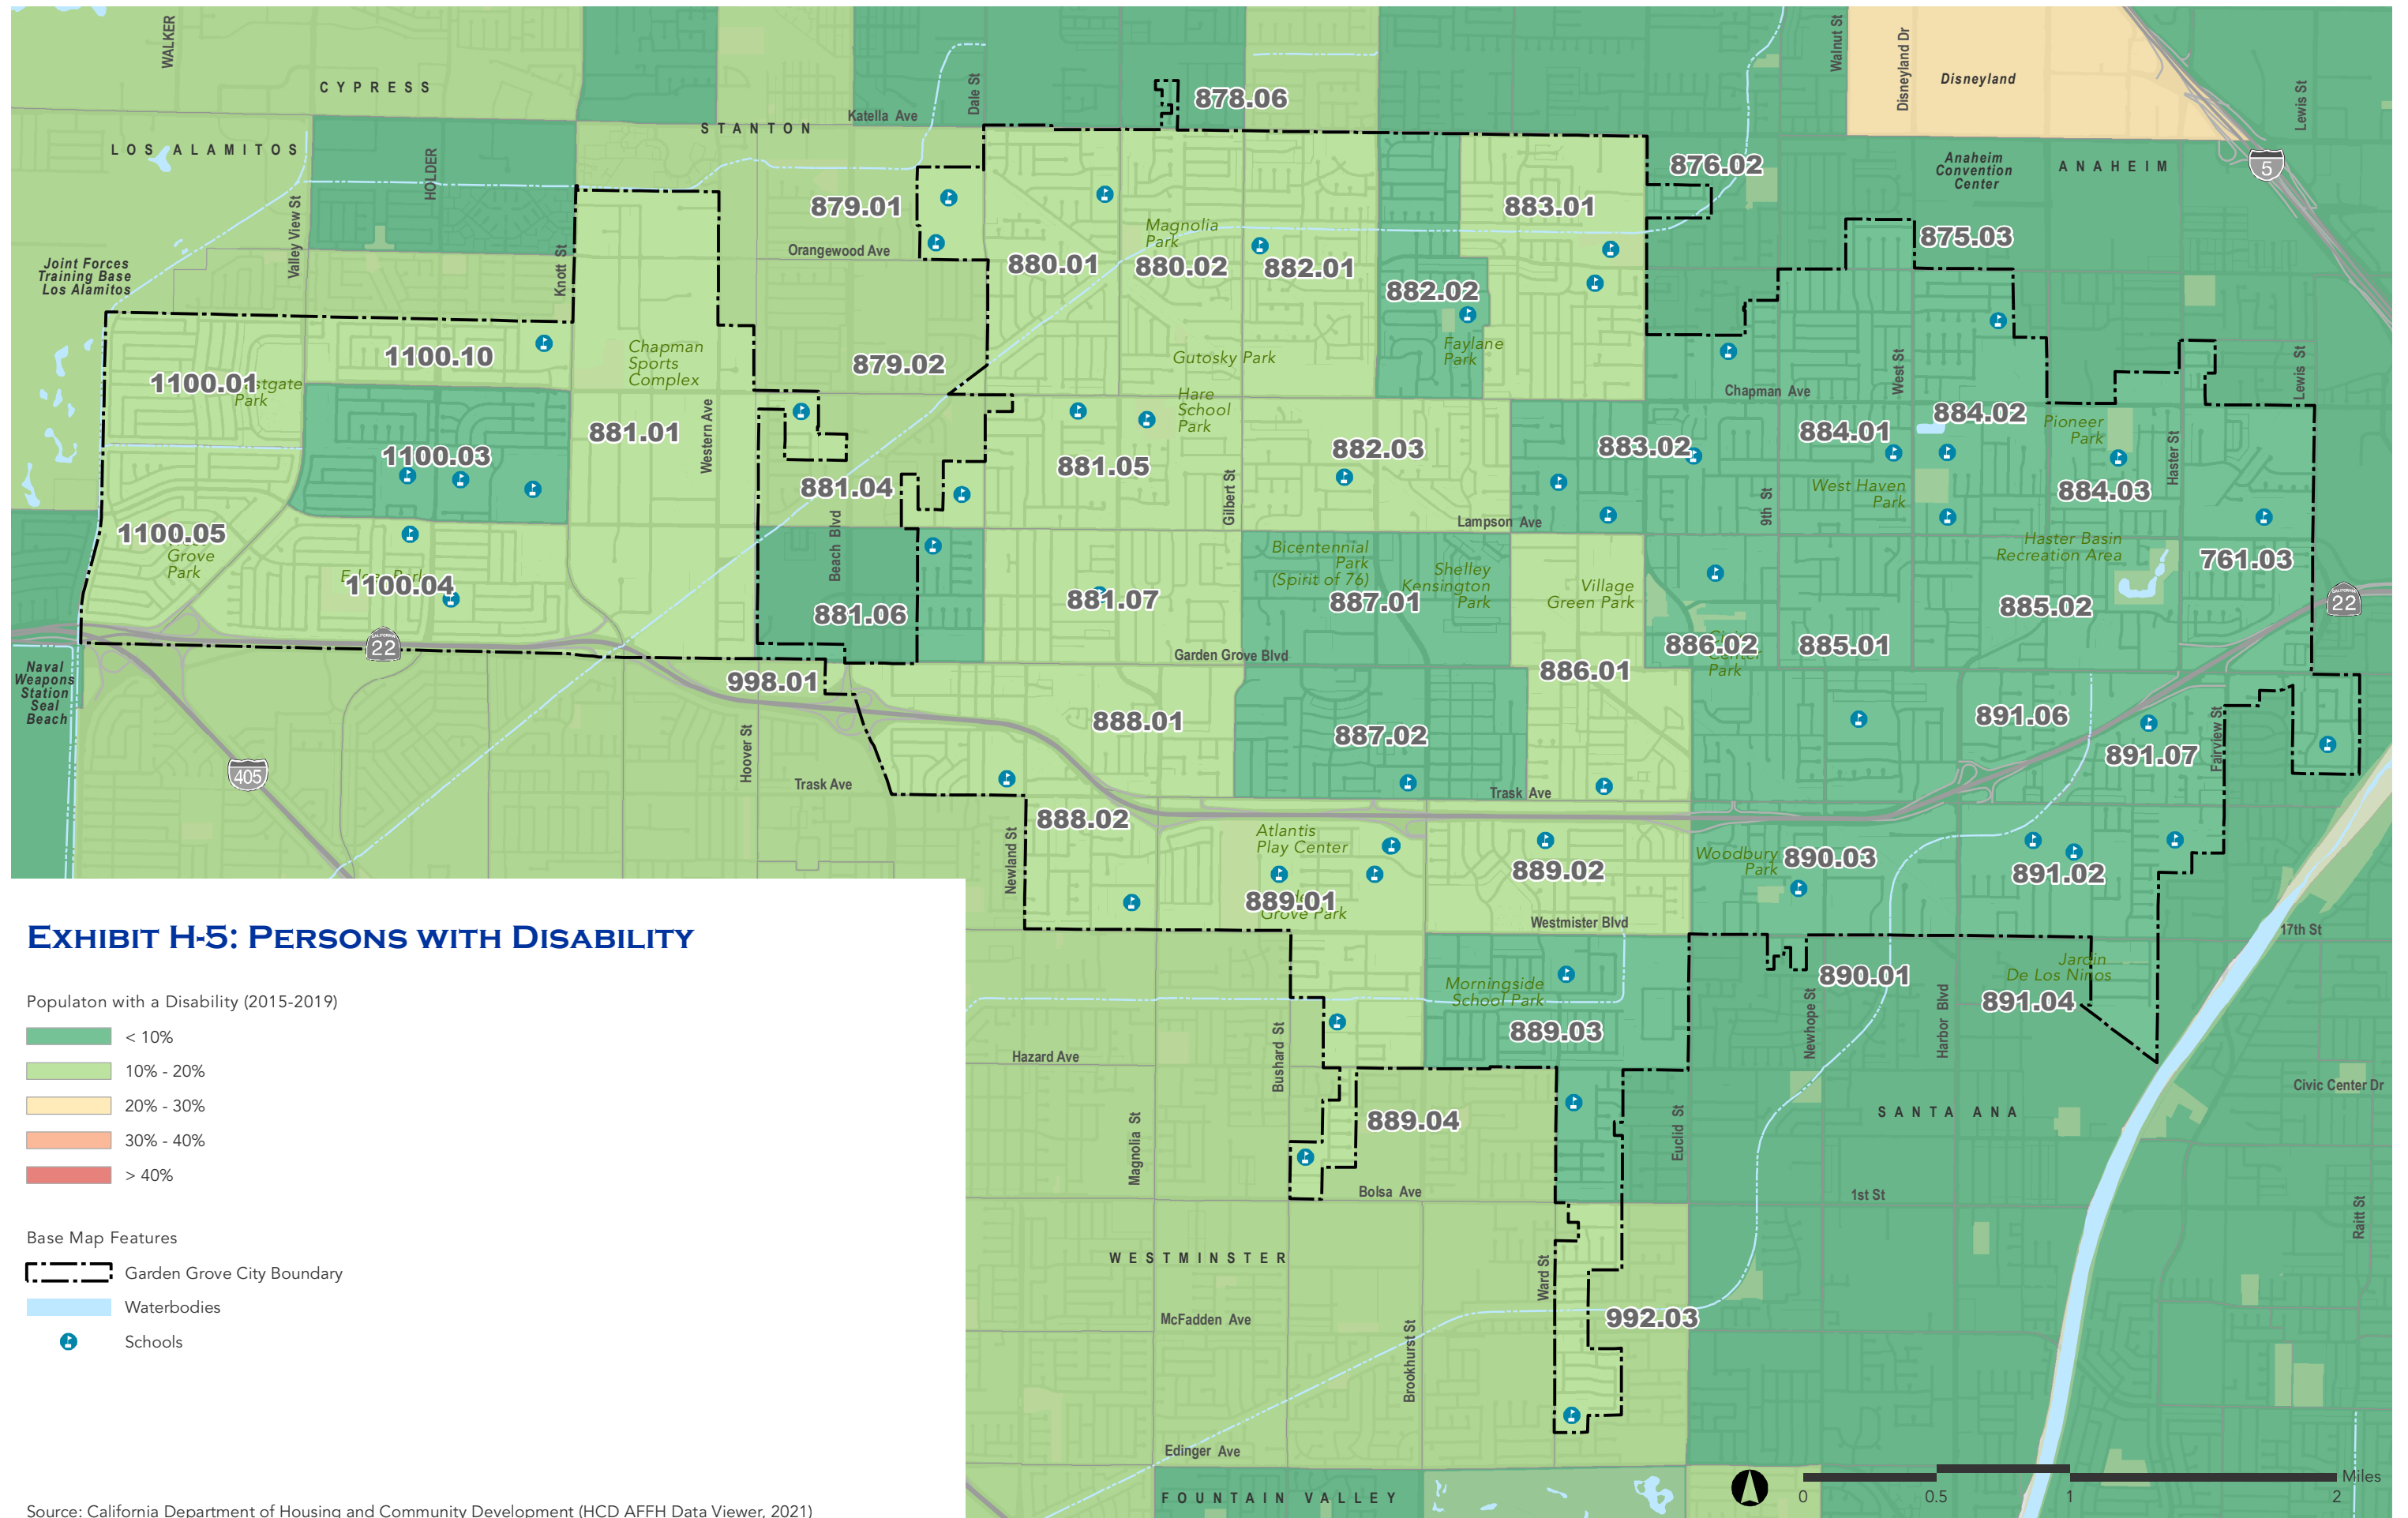 WALKER
CYPRESS
Katella Ave
Dale St
878.06
Walnut St
Disneyland Dr
Disneyland
Lewis St
STANTON
LOS ALAMITOS
HOLDER
Valley View St
Knott St
879.01
Orangewood Ave
880.01
Magnolia
Park
880.02
882.01
882.02
883.01
876.02
Anaheim
Convention
Center
ANAHEIM
5
875.03
Joint Forces
Training Base
Los Alamitos
1100.10
1100.01
stgate
Park
Chapman
Sports
Complex
879.02
Gutosky Park
Faylane
Park
Chapman Ave
West St
Lewis St
Hare
School
Park
1100.03
881.01
Western Ave
881.04
881.05
Gilbert St
882.03
883.02
884.01
884.02
Pioneer
Park
Haster St
West Haven
Park
884.03
9th St
Lampson Ave
1100.05
Grove
Park
1100.04
Beach Blvd
881.06
881.07
Bicentennial
Park
(Spirit of 76)
887.01
Shelley
Kensington
Park
Village
Green Park
Haster Basin
Recreation Area
761.03
885.02
22
22
886.02
Park
885.01
Garden Grove Blvd
886.01
Naval
Weapons
Station
Seal
Beach
998.01
888.01
887.02
891.06
891.07
Fairview St
Hoover St
405
Trask Ave
Trask Ave
Newland St
888.02
Atlantis
Play Center
889.01
Grove Park
889.02
Woodbury
Park
890.03
891.02
Westmister Blvd
17th St
Morningside
School Park
889.03
890.01
Jardin
De Los Ninos
891.04
Newhope St
Harbor Blvd
Hazard Ave
Bushard St
Magnolia St
889.04
Euclid St
Civic Center Dr
SANTA ANA
Bolsa Ave
1st St
Raitt St
WESTMINSTER
Ward St
McFadden Ave
Brookhurst St
992.03
Edinger Ave
FOUNTAIN VALLEY
0 0.5 1 2
Miles
Exhibit H-5: Persons with Disability
Populaton with a Disability (2015-2019)
< 10%
10% - 20%
20% - 30%
30% - 40%
> 40%
Base Map Features
Garden Grove City Boundary
Waterbodies
Schools
Source: California Department of Housing and Community Development (HCD AFFH Data Viewer, 2021)